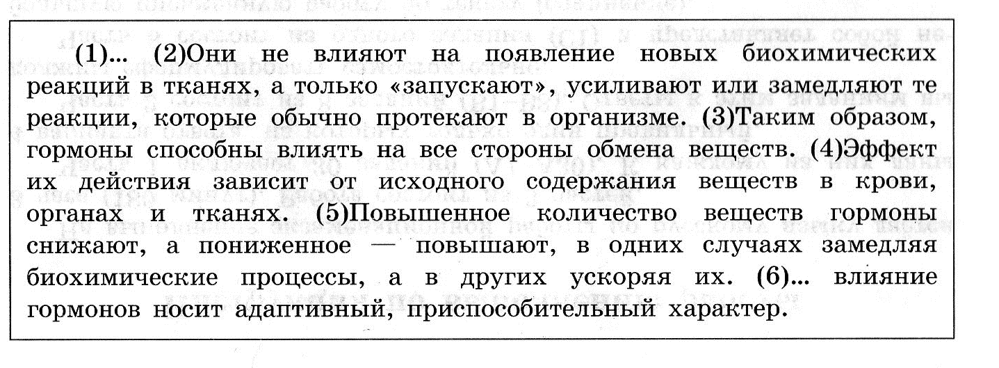 (1)... (2)Они не влияют на появление новых биохимических
реакций в тканях, а только «запускают», усиливают или замедляют те
реакции, которые обычно протекают в организме. (3)Таким образом,
гормоны способны влиять на все стороны обмена веществ. (4)Эффект
их действия зависит от исходного содержания веществ в крови,
органах и тканях. (5)Повышенное количество веществ гормоны
снижают, а пониженное — повышают, в одних случаях замедляя
биохимические процессы, а в других ускоряя их. (6)... влияние
гормонов носит адаптивный, приспособительный характер.